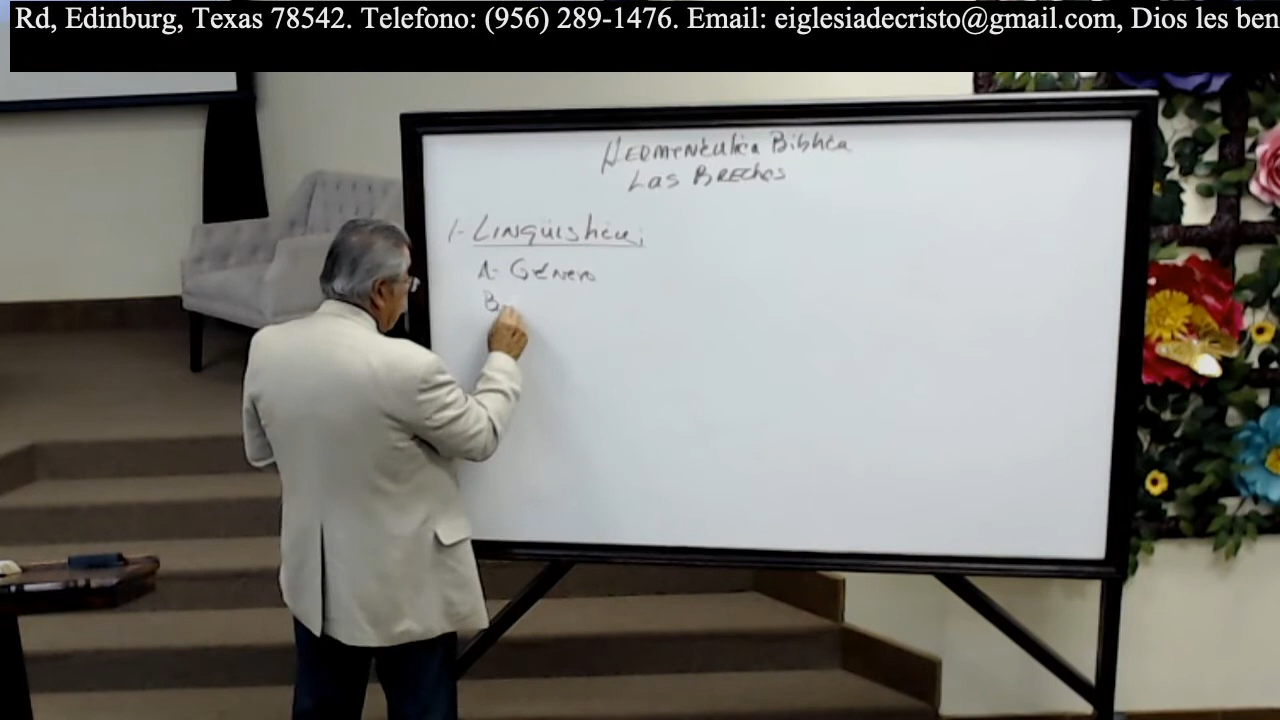 Rd, Edinburg, Texas 78542. Telefono: (956) 289-1476. Email: eiglesiadecristo@gmail.com, Dios les ben
Hermenéutica Bíblica
Las Brechas
1- Lingüística;
A- Género
B-